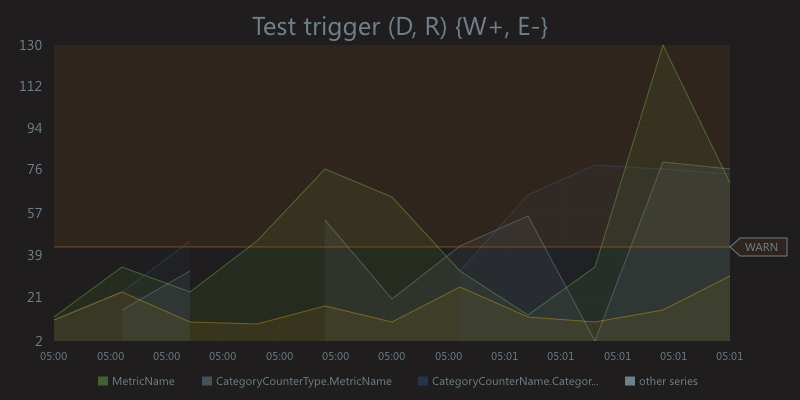 Test trigger (D, R) {W+, E-}
130
112
94
76
57
39
21
2
WARN
05:00 05:00 05:00 05:00 05:00 05:00 05:00 05:00 05:01 05:01 05:01 05:01 05:01
MetricName CategoryCounterType.MetricName CategoryCounterName.Categor... other series